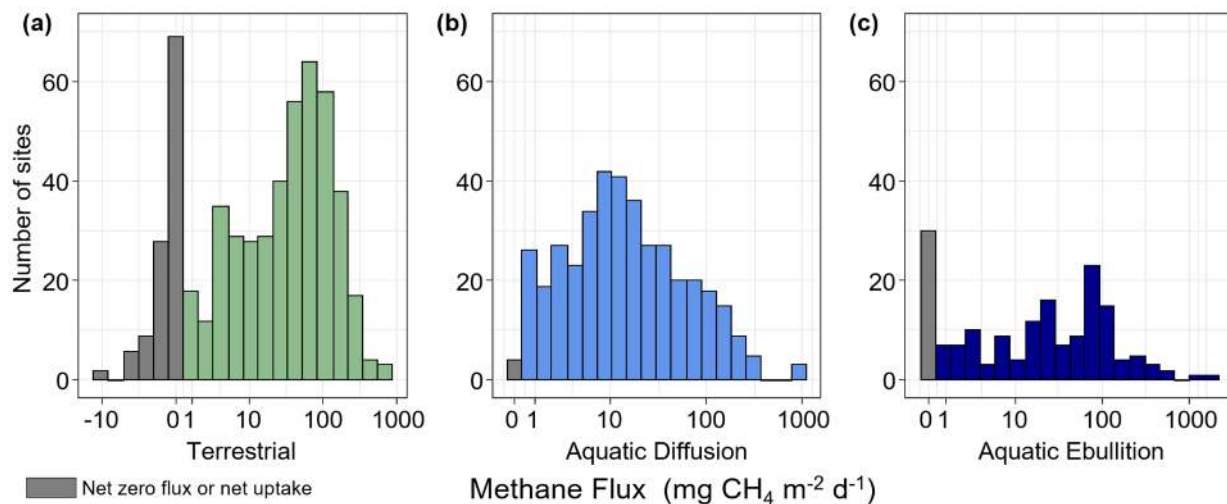 (a)
(b)
(c)
Number of sites
60
40
20
0
-10 0 1 10 100 1000
Terrestrial
60
40
20
0
0 1 10 100 1000
Aquatic Diffusion
60
40
20
0
0 1 10 100 1000
Aquatic Ebullition
Net zero flux or net uptake
Methane Flux (mg CH₄ m⁻² d⁻¹)